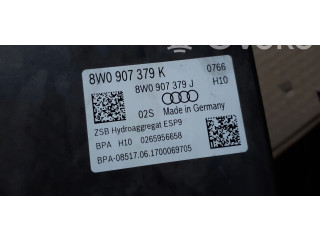 8W0 907 379 K 0766
8W0 907 379 J H10
02S Made in Germany
ZSB Hydroaggregat ESP9
BPA H10 0265956658
BPA-08517.06.1700069705